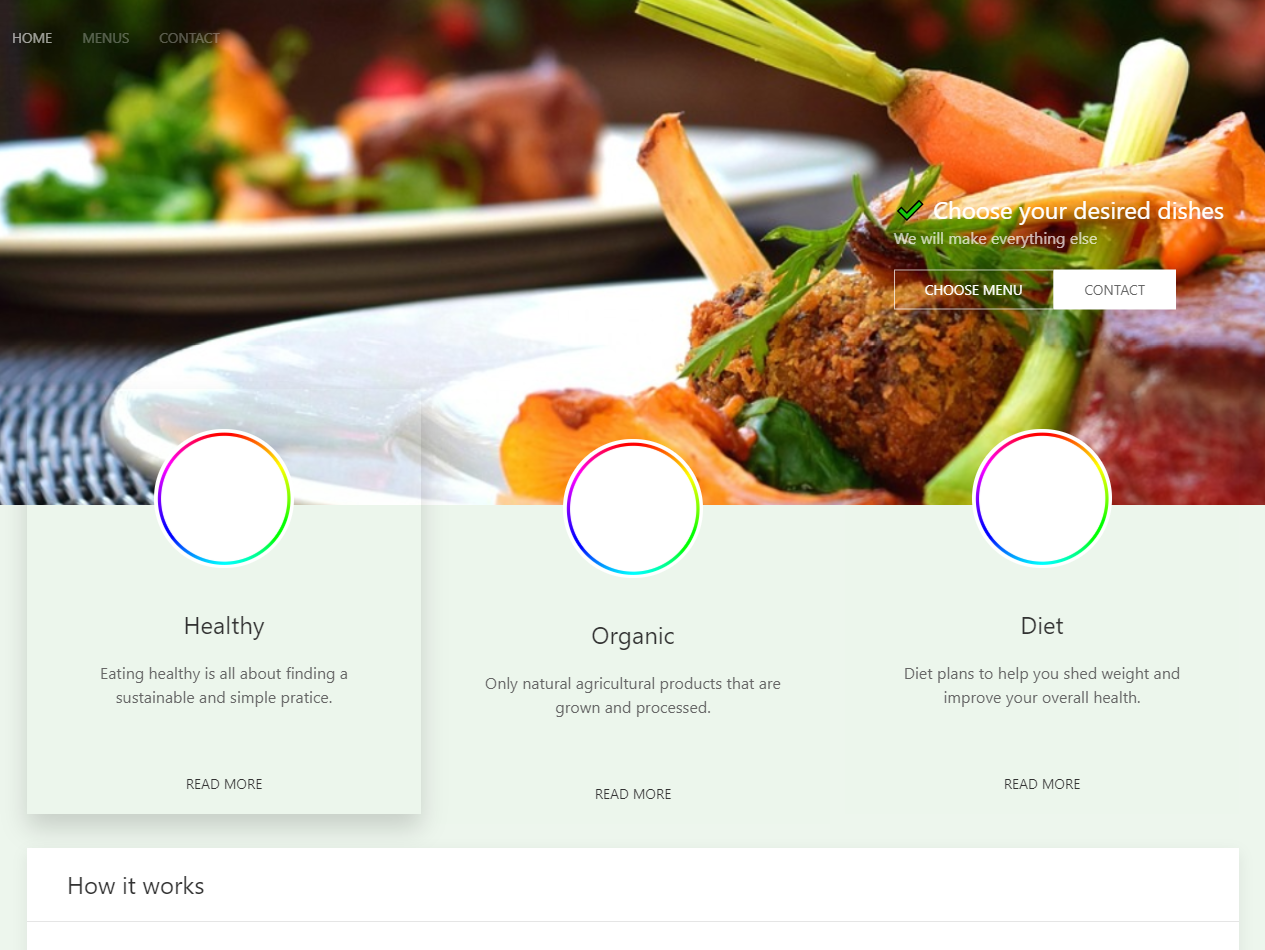 HOME MENUS CONTACT
Choose your desired dishes
We will make everything else
CHOOSE MENU CONTACT
Healthy
Eating healthy is all about finding a
sustainable and simple pratice.
READ MORE
Organic
Only natural agricultural products that are
grown and processed.
READ MORE
Diet
Diet plans to help you shed weight and
improve your overall health.
READ MORE
How it works